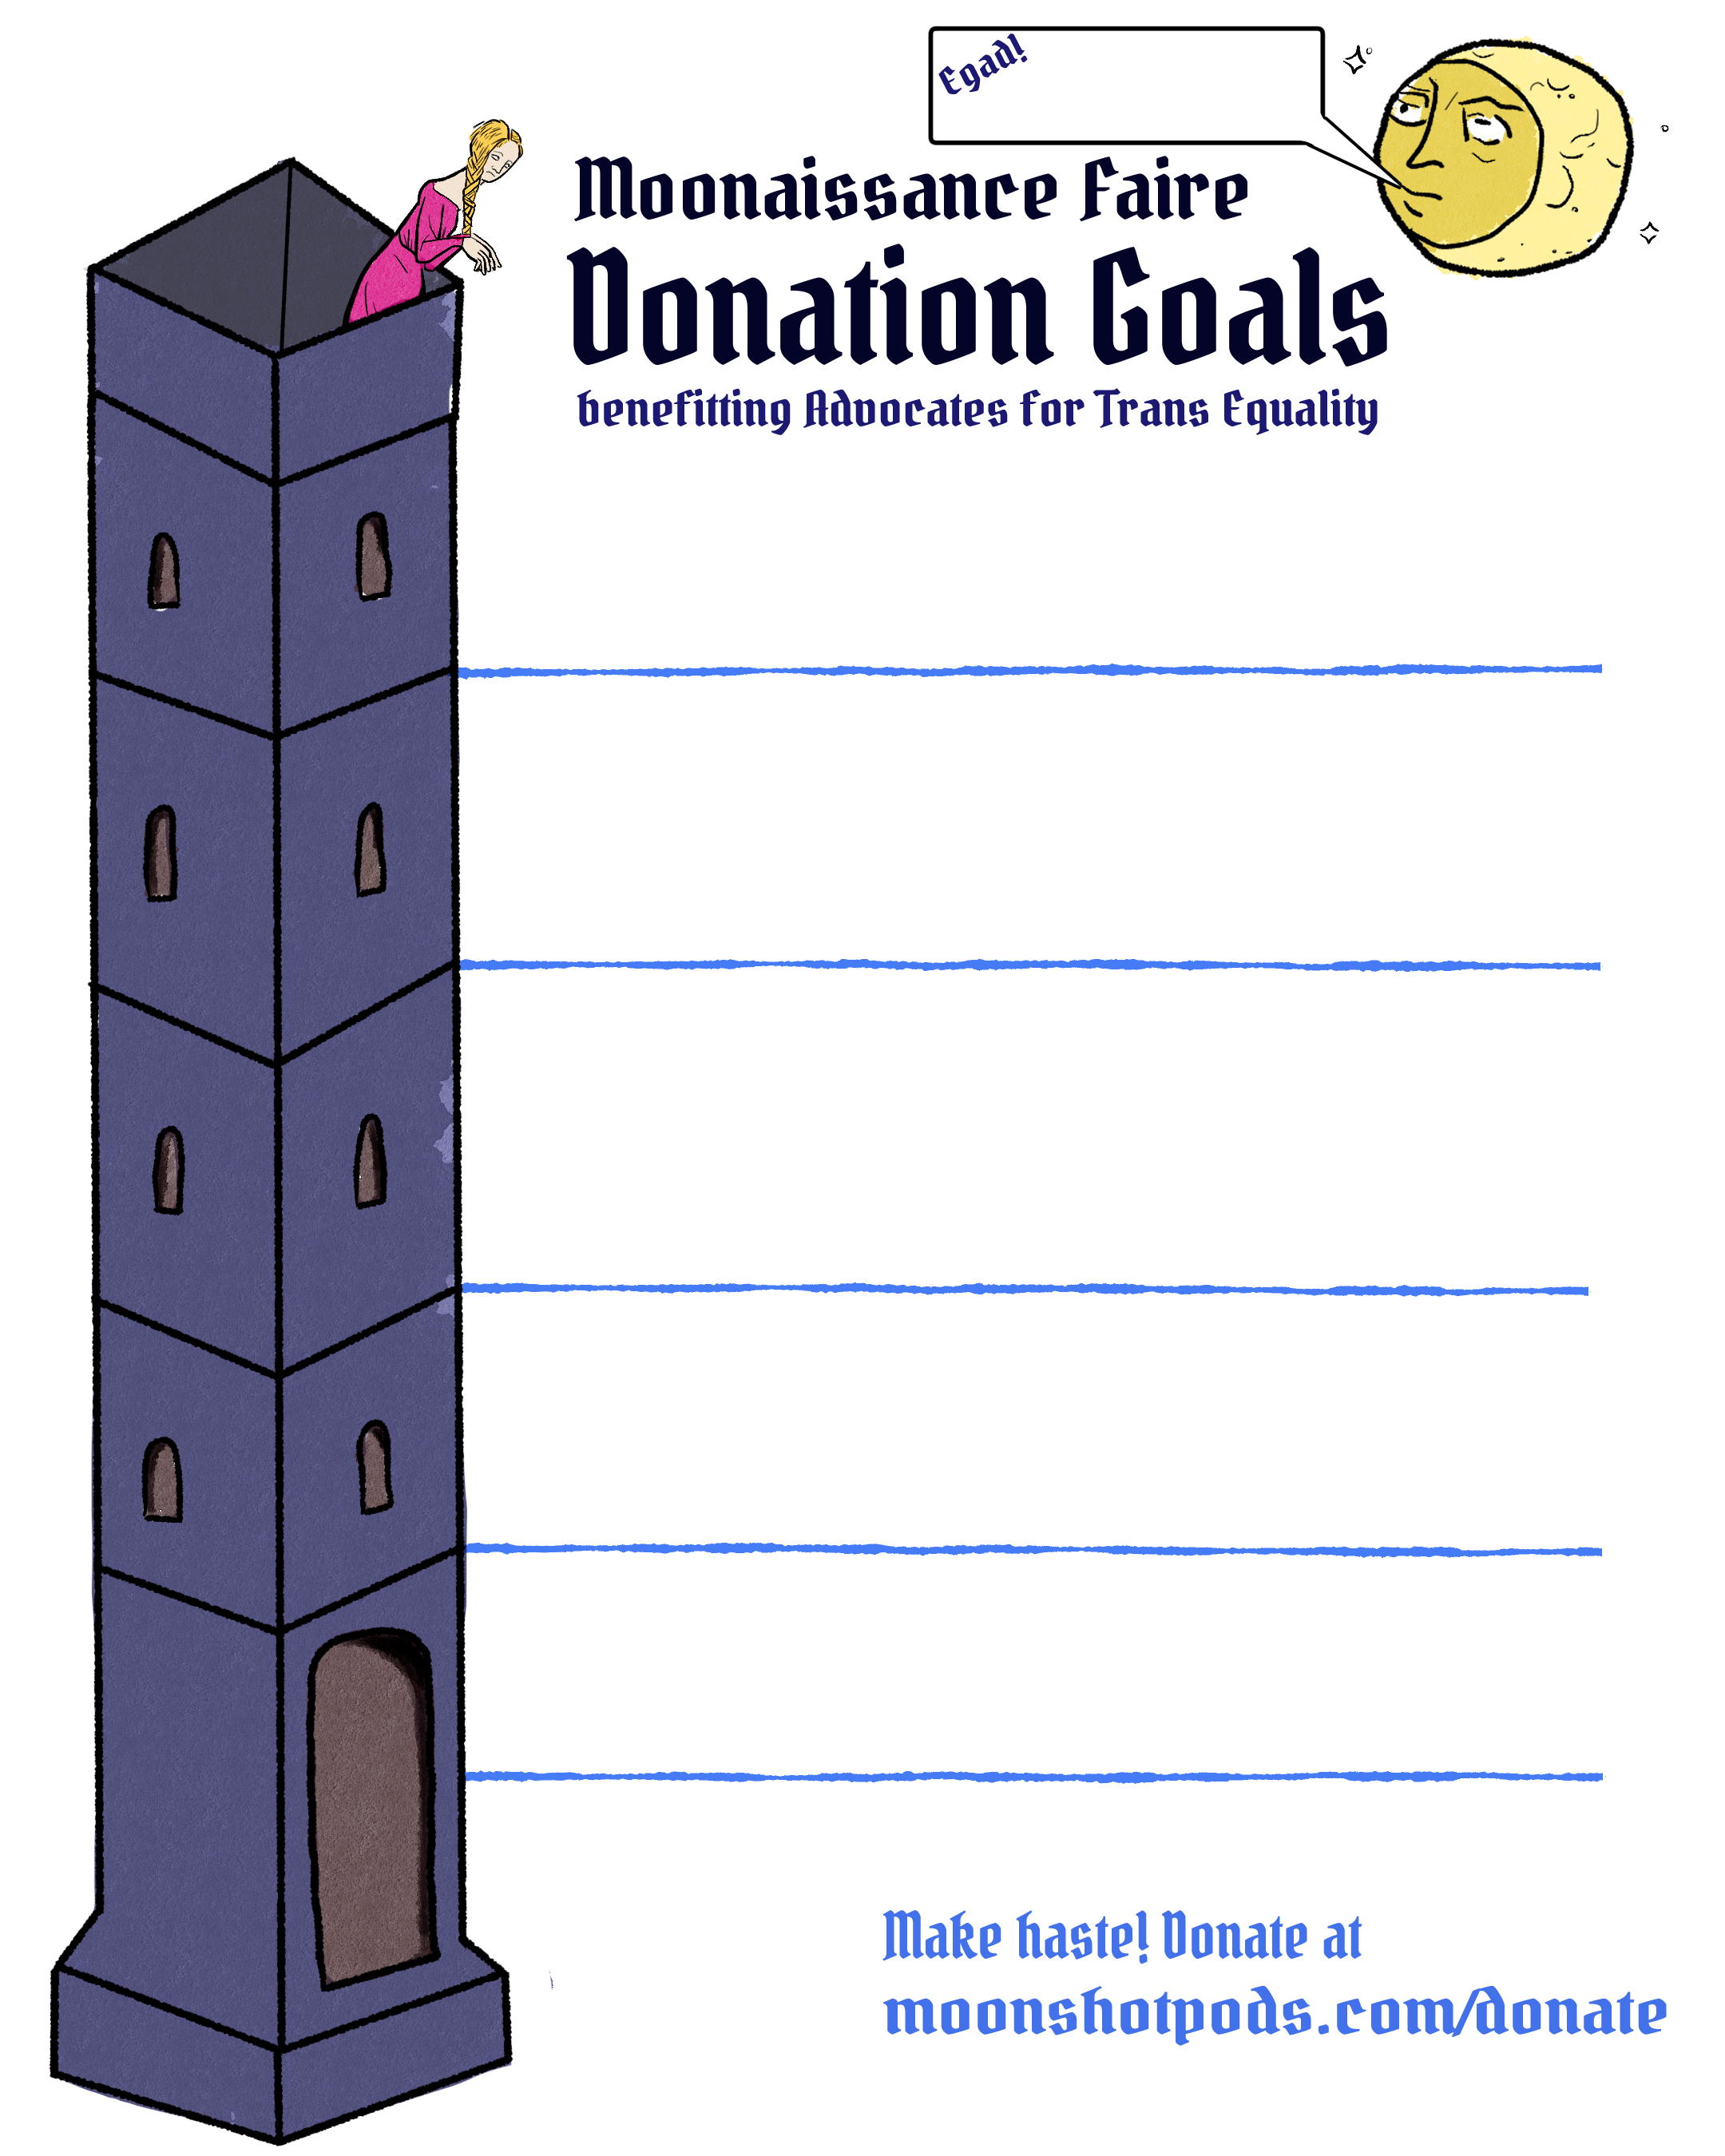 Egad!
Moonaissance Faire
Donation Goals
benefitting Advocates for Trans Equality
Make haste! Donate at
moonshotpods.com/donate